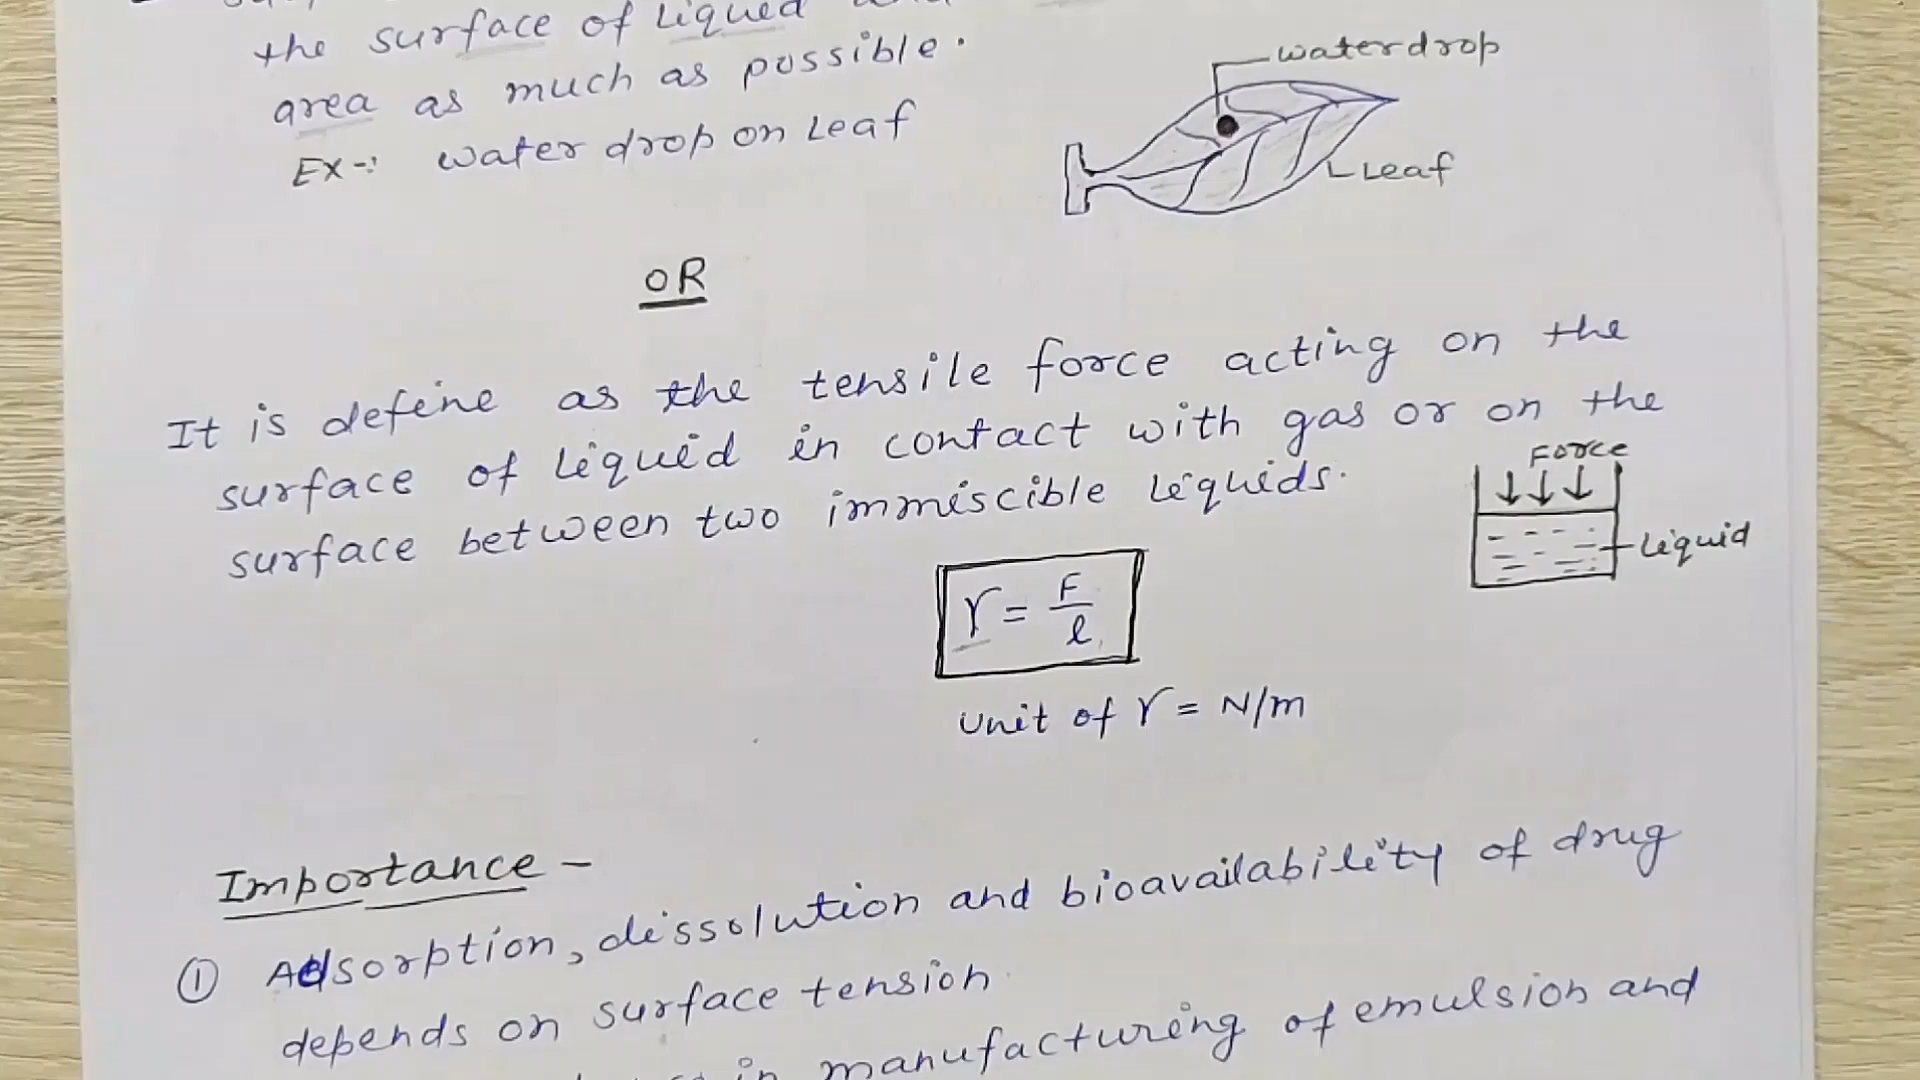 the surface of liquid
area as much as possible.
Ex-: water drop on Leaf
waterdrop
Leaf
OR
It is define as the tensile force acting on the
surface of liquid in contact with gas or on the
surface between two immiscible liquids.
Force
liquid
γ = F/l
unit of γ = N/m
Importance -
① Adsorption, dissolution and bioavailability of drug
depends on surface tension
in manufacturing of emulsion and